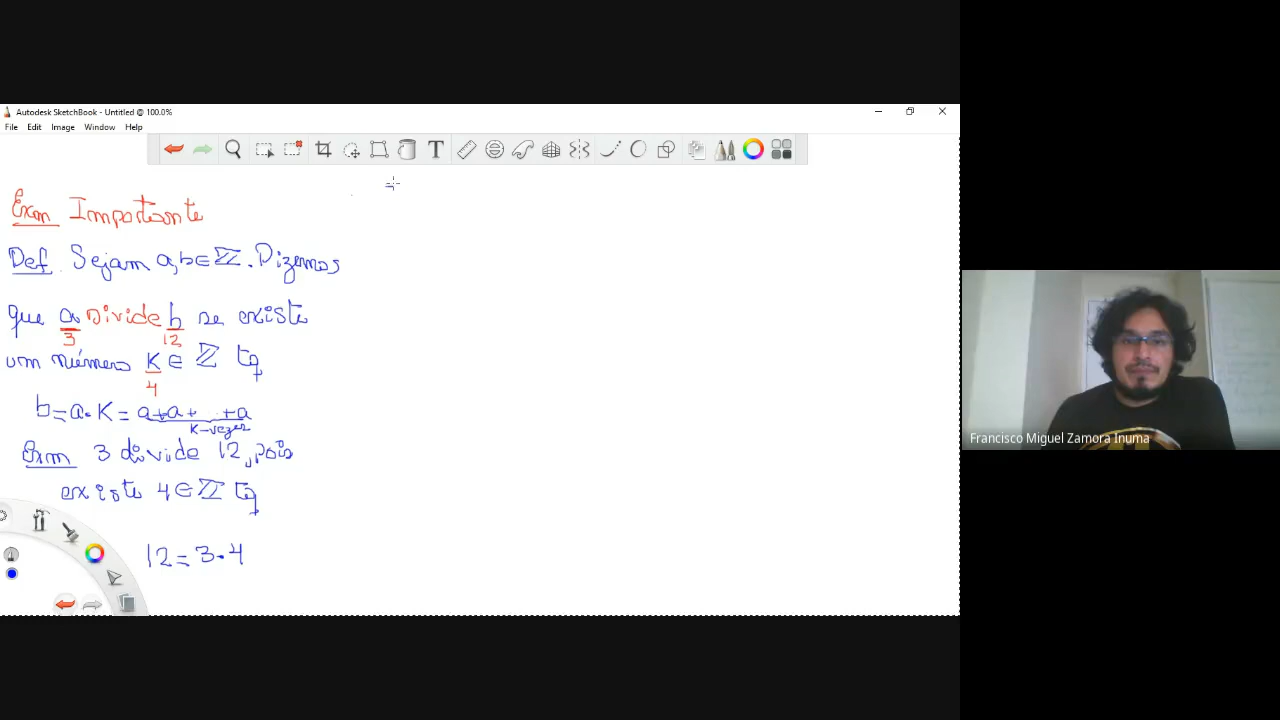 Autodesk SketchBook - Untitled @ 100.0%
File Edit Image Window Help
Exm Importante
Def. Sejam a, b ∈ ℤ. Dizemos
que a Divide b se existe
3 12
um número K ∈ ℤ tq
4
b = a · K = a + a + ... + a
K-vezes
Exm 3 divide 12, pois
existe 4 ∈ ℤ tq
12 = 3 · 4
Francisco Miguel Zamora Inuma